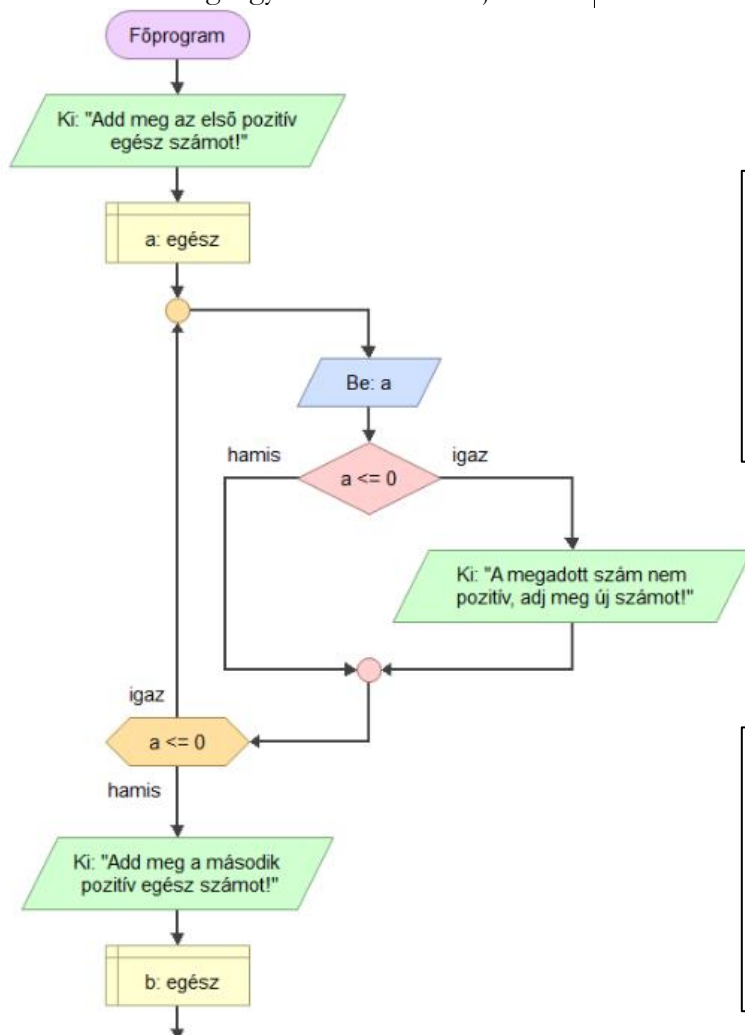 Főprogram
Ki: "Add meg az első pozitív
egész számot!"
a: egész
Be: a
hamis
igaz
a <= 0
Ki: "A megadott szám nem
pozitív, adj meg új számot!"
igaz
a <= 0
hamis
Ki: "Add meg a második
pozitív egész számot!"
b: egész